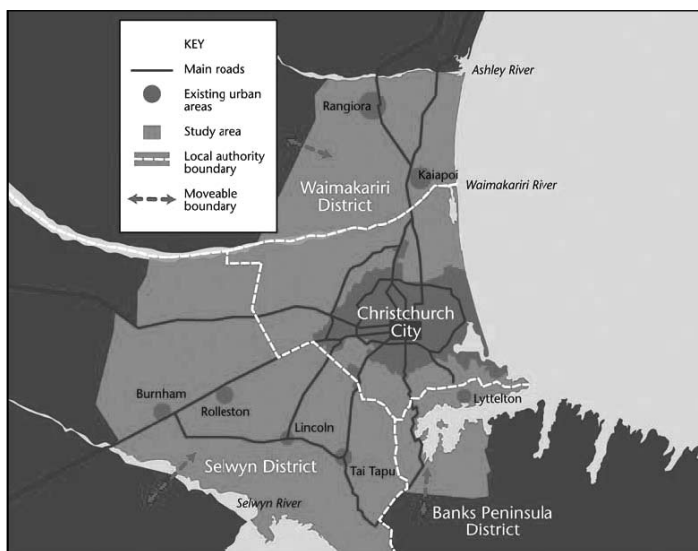 KEY
Main roads
Existing urban
areas
Study area
Local authority
boundary
Moveable
boundary
Ashley River
Rangiora
Kaiapoi
Waimakariri
District
Waimakariri River
Christchurch
City
Burnham
Rolleston
Lyttelton
Lincoln
Selwyn District
Tai Tapu
Selwyn River
Banks Peninsula
District